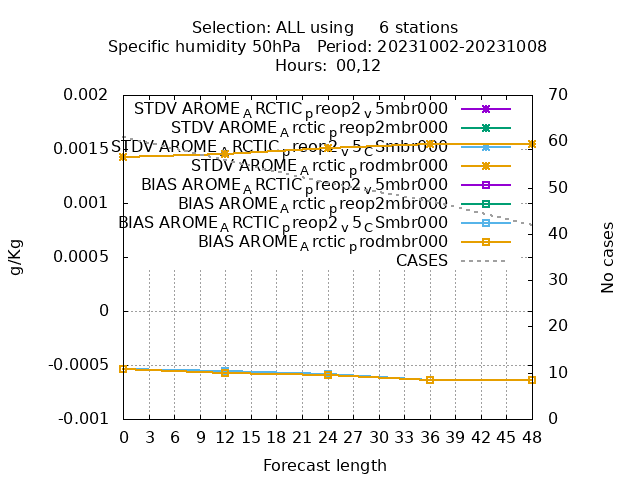 Selection: ALL using     6 stations
Specific humidity 50hPa   Period: 20231002-20231008
Hours:  00,12
0.002
0.0015
0.001
0.0005
0
-0.0005
-0.001
g/Kg
STDV AROME_ARCTIC_preop2_v5mbr000
STDV AROME_Arctic_preop2mbr000
STDV AROME_ARCTIC_preop2_v5_CSmbr000
STDV AROME_Arctic_prodmbr000
BIAS AROME_ARCTIC_preop2_v5mbr000
BIAS AROME_Arctic_preop2mbr000
BIAS AROME_ARCTIC_preop2_v5_CSmbr000
BIAS AROME_Arctic_prodmbr000
CASES
70
60
50
40
30
20
10
0
No cases
0 3 6 9 12 15 18 21 24 27 30 33 36 39 42 45 48
Forecast length